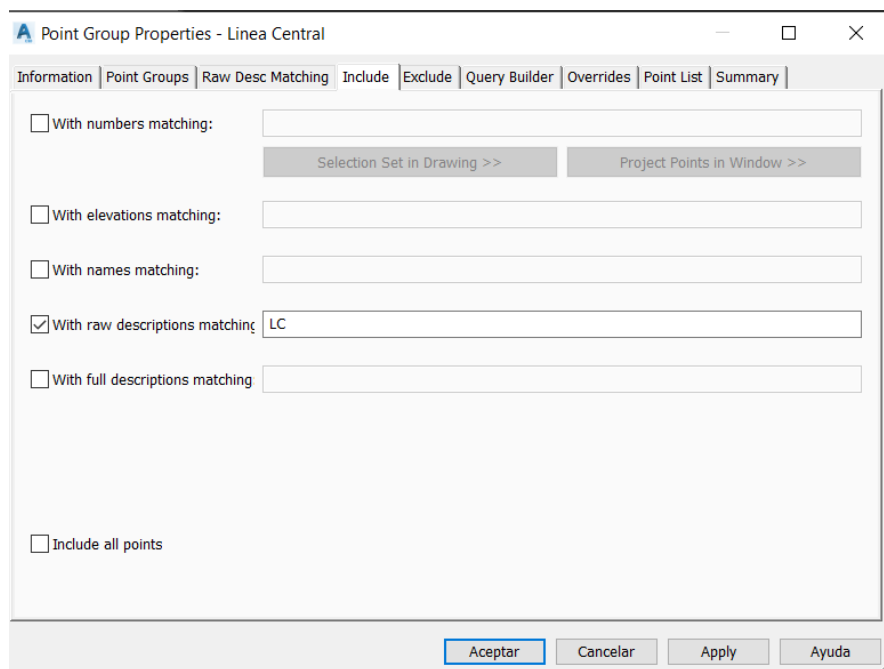 Point Group Properties - Linea Central
Information Point Groups Raw Desc Matching Include Exclude Query Builder Overrides Point List Summary
With numbers matching:
Selection Set in Drawing >> Project Points in Window >>
With elevations matching:
With names matching:
With raw descriptions matching LC
With full descriptions matching
Include all points
Aceptar Cancelar Apply Ayuda